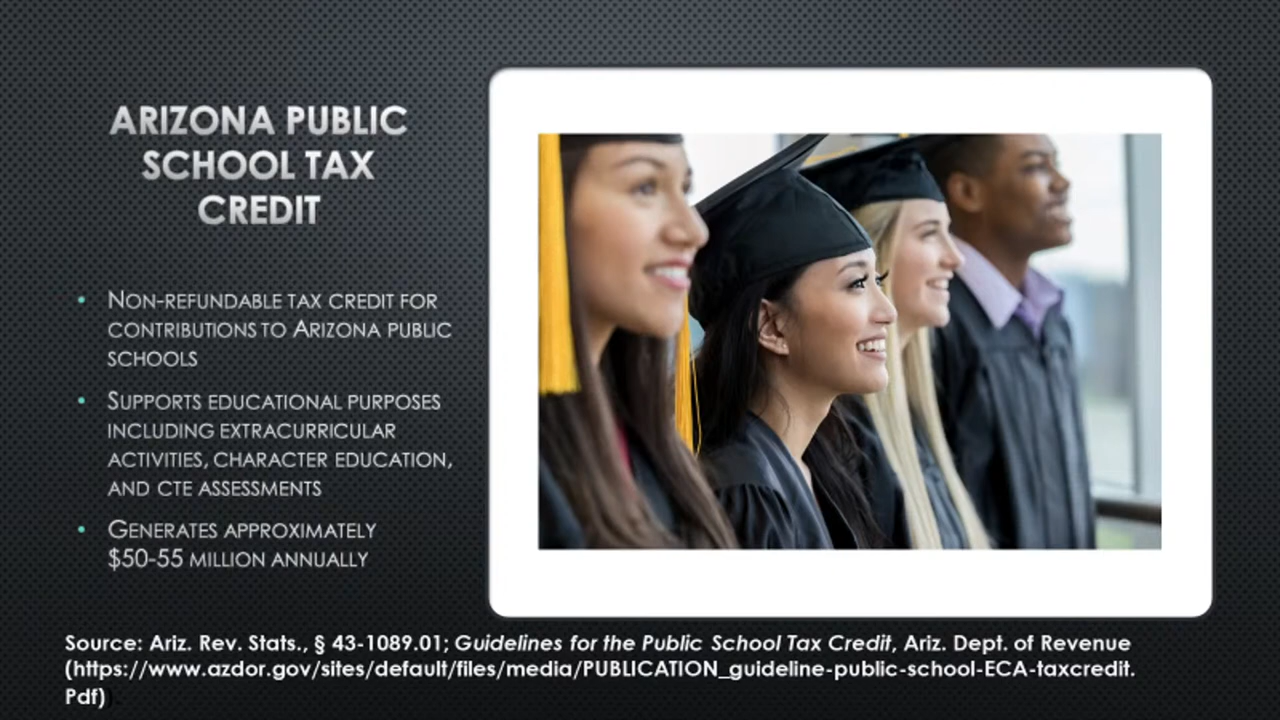 ARIZONA PUBLIC
SCHOOL TAX
CREDIT
• NON-REFUNDABLE TAX CREDIT FOR
CONTRIBUTIONS TO ARIZONA PUBLIC
SCHOOLS
• SUPPORTS EDUCATIONAL PURPOSES
INCLUDING EXTRACURRICULAR
ACTIVITIES, CHARACTER EDUCATION,
AND CTE ASSESSMENTS
• GENERATES APPROXIMATELY
$50-55 MILLION ANNUALLY
Source: Ariz. Rev. Stats., § 43-1089.01; Guidelines for the Public School Tax Credit, Ariz. Dept. of Revenue
(https://www.azdor.gov/sites/default/files/media/PUBLICATION_guideline-public-school-ECA-taxcredit.
Pdf)